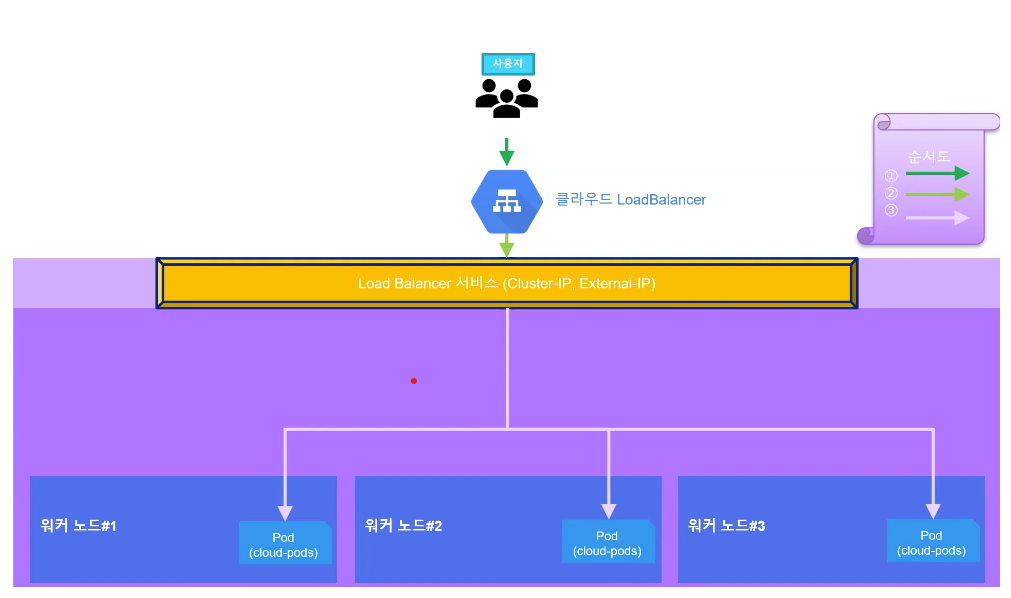 사용자
클라우드 LoadBalancer
순서도
①
②
③
Load Balancer 서비스 (Cluster-IP, External-IP)
워커 노드#1
Pod
(cloud-pods)
워커 노드#2
Pod
(cloud-pods)
워커 노드#3
Pod
(cloud-pods)